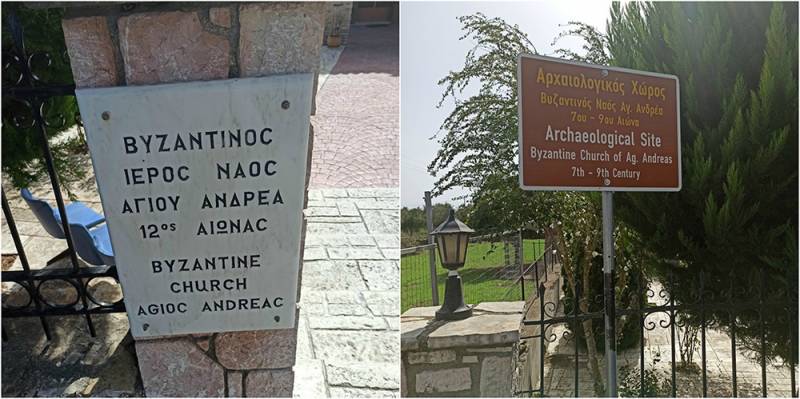 ΒΥΖΑΝΤΙΝΟC
ΙΕΡΟC ΝΑΟC
ΑΓΙΟΥ ΑΝΔΡΕΑ
12ος ΑΙΩΝΑC
BYZANTINE
CHURCH
AGIOC ANDREAC
Αρχαιολογικός Χώρος
Βυζαντινός Ναός Αγ. Ανδρέα
7ου - 9ου Αιώνα
Archaeological Site
Byzantine Church of Ag. Andreas
7th - 9th Century